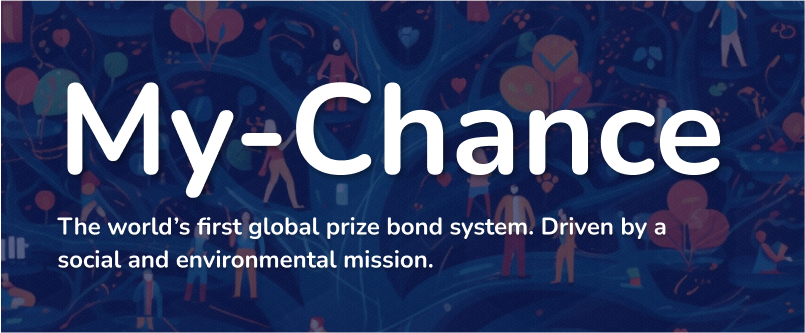 My-Chance
The world’s first global prize bond system. Driven by a
social and environmental mission.